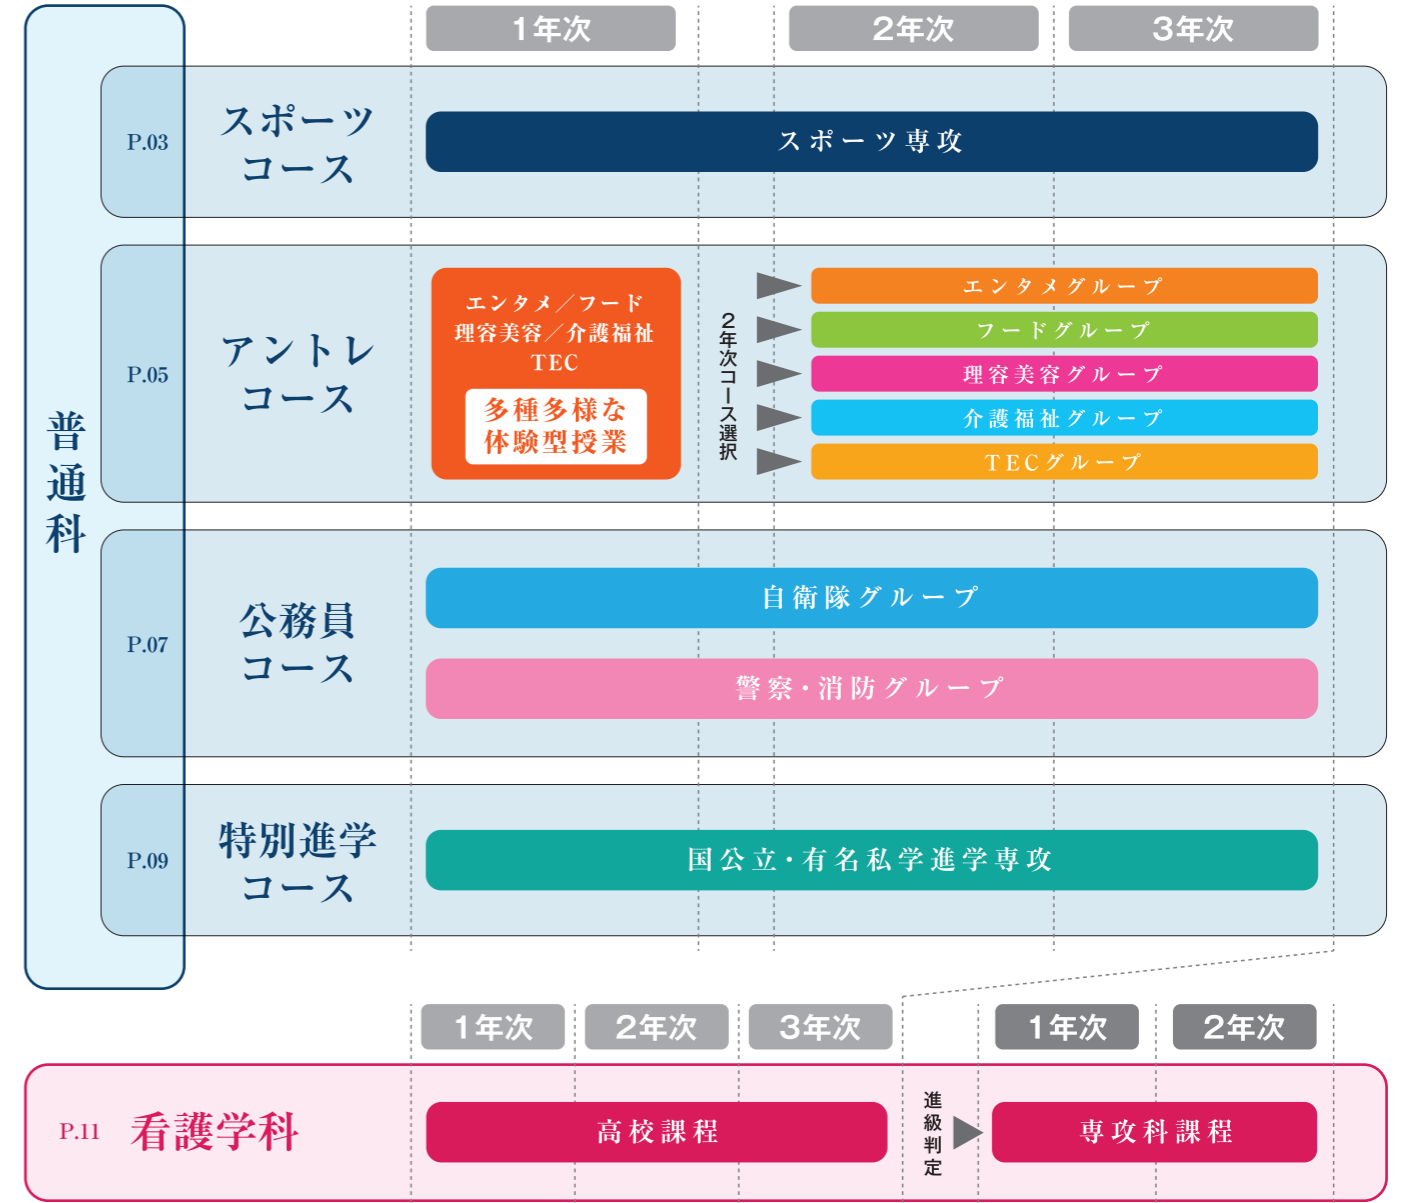 1年次
2年次
3年次
普通科
P.03
スポーツ
コース
スポーツ専攻
P.05
アントレ
コース
エンタメ／フード
理容美容／介護福祉
TEC
多種多様な
体験型授業
2年次コース選択
エンタメグループ
フードグループ
理容美容グループ
介護福祉グループ
TECグループ
P.07
公務員
コース
自衛隊グループ
警察・消防グループ
P.09
特別進学
コース
国公立・有名私学進学専攻
1年次
2年次
3年次
1年次
2年次
P.11
看護学科
高校課程
進級判定
専攻科課程